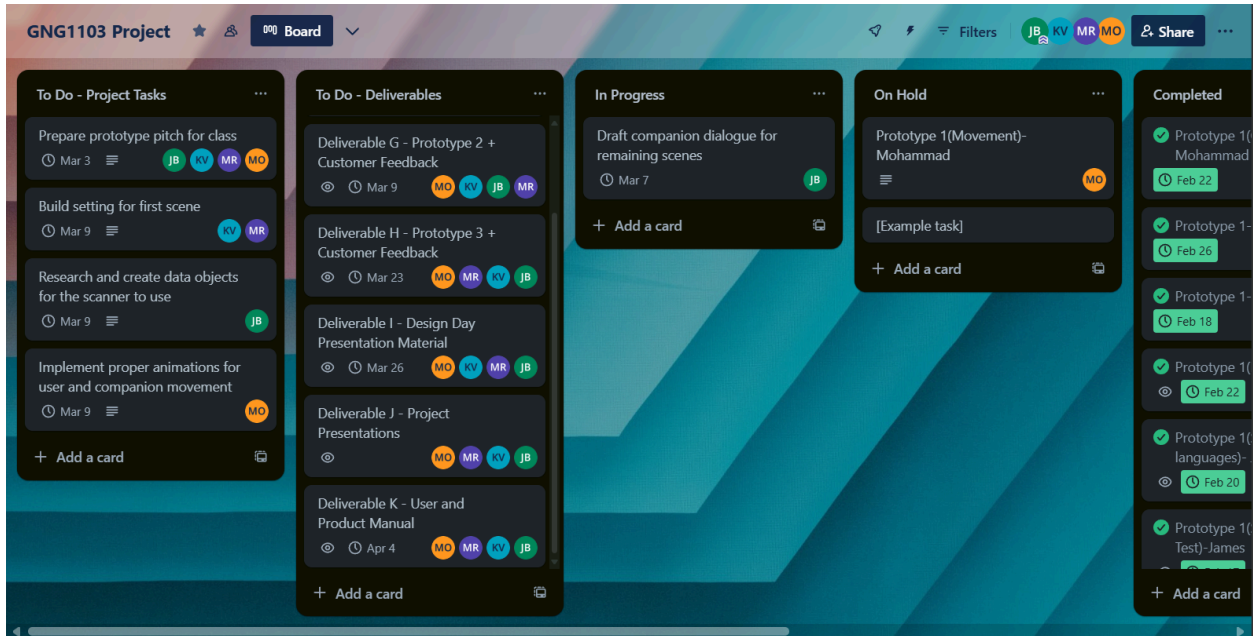 GNG1103 Project
Board
Filters
JB KV MR MO
Share
To Do - Project Tasks
Prepare prototype pitch for class
Mar 3
JB KV MR MO
Build setting for first scene
Mar 9
KV MR
Research and create data objects
for the scanner to use
Mar 9
JB
Implement proper animations for
user and companion movement
Mar 9
MO
+ Add a card
To Do - Deliverables
Deliverable G - Prototype 2 +
Customer Feedback
Mar 9
MO KV JB MR
Deliverable H - Prototype 3 +
Customer Feedback
Mar 23
MO MR KV JB
Deliverable I - Design Day
Presentation Material
Mar 26
MO KV MR JB
Deliverable J - Project
Presentations
MO MR KV JB
Deliverable K - User and
Product Manual
Apr 4
MO MR KV JB
+ Add a card
In Progress
Draft companion dialogue for
remaining scenes
Mar 7
JB
+ Add a card
On Hold
Prototype 1(Movement)-
Mohammad
MO
[Example task]
+ Add a card
Completed
Prototype 1(
Mohammad
Feb 22
Prototype 1-
Feb 26
Prototype 1-
Feb 18
Prototype 1(
Feb 22
Prototype 1(
languages)-
Feb 20
Prototype 1(
Test)-James
+ Add a card